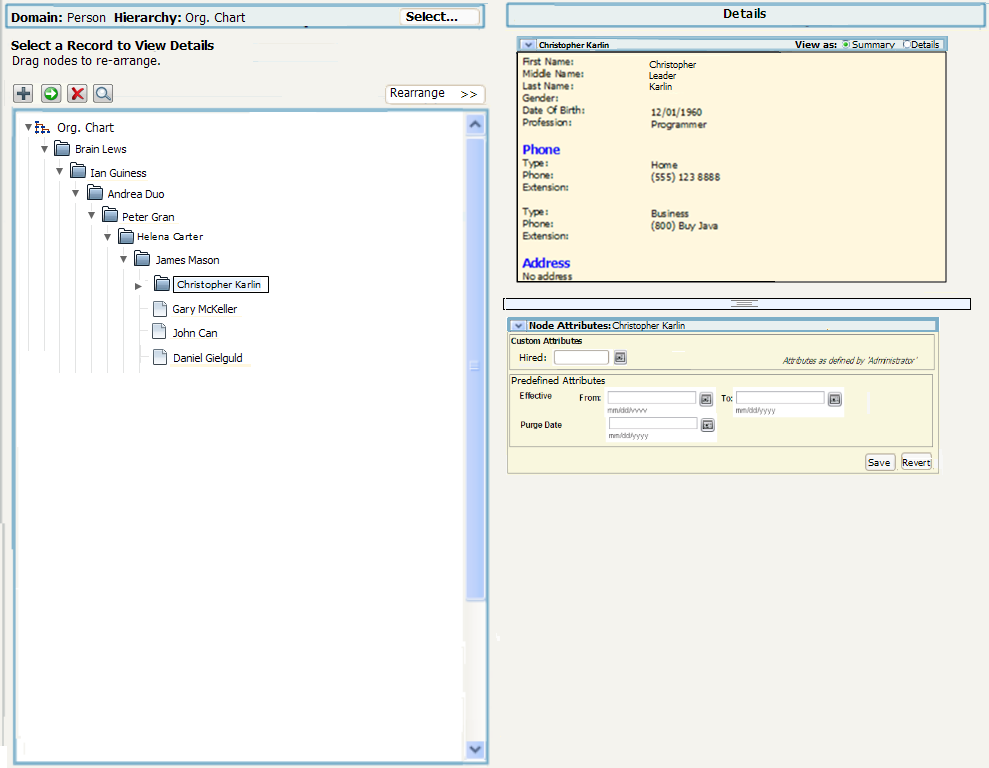 Domain: Person Hierarchy: Org. Chart Select...
Select a Record to View Details
Drag nodes to re-arrange.
Rearrange >>
Org. Chart
Brain Lews
Ian Guiness
Andrea Duo
Peter Gran
Helena Carter
James Mason
Christopher Karlin
Gary McKeller
John Can
Daniel Gielguld
Details
Christopher Karlin View as: Summary Details
First Name: Christopher
Middle Name: Leader
Last Name: Karlin
Gender:
Date Of Birth: 12/01/1960
Profession: Programmer
Phone
Type: Home
Phone: (555) 123 8888
Extension:
Type: Business
Phone: (800) Buy Java
Extension:
Address
No address
Node Attributes: Christopher Karlin
Custom Attributes
Hired:
Attributes as defined by 'Administrator'
Predefined Attributes
Effective From: To:
mm/dd/yyyy mm/dd/yyyy
Purge Date
mm/dd/yyyy
Save Revert